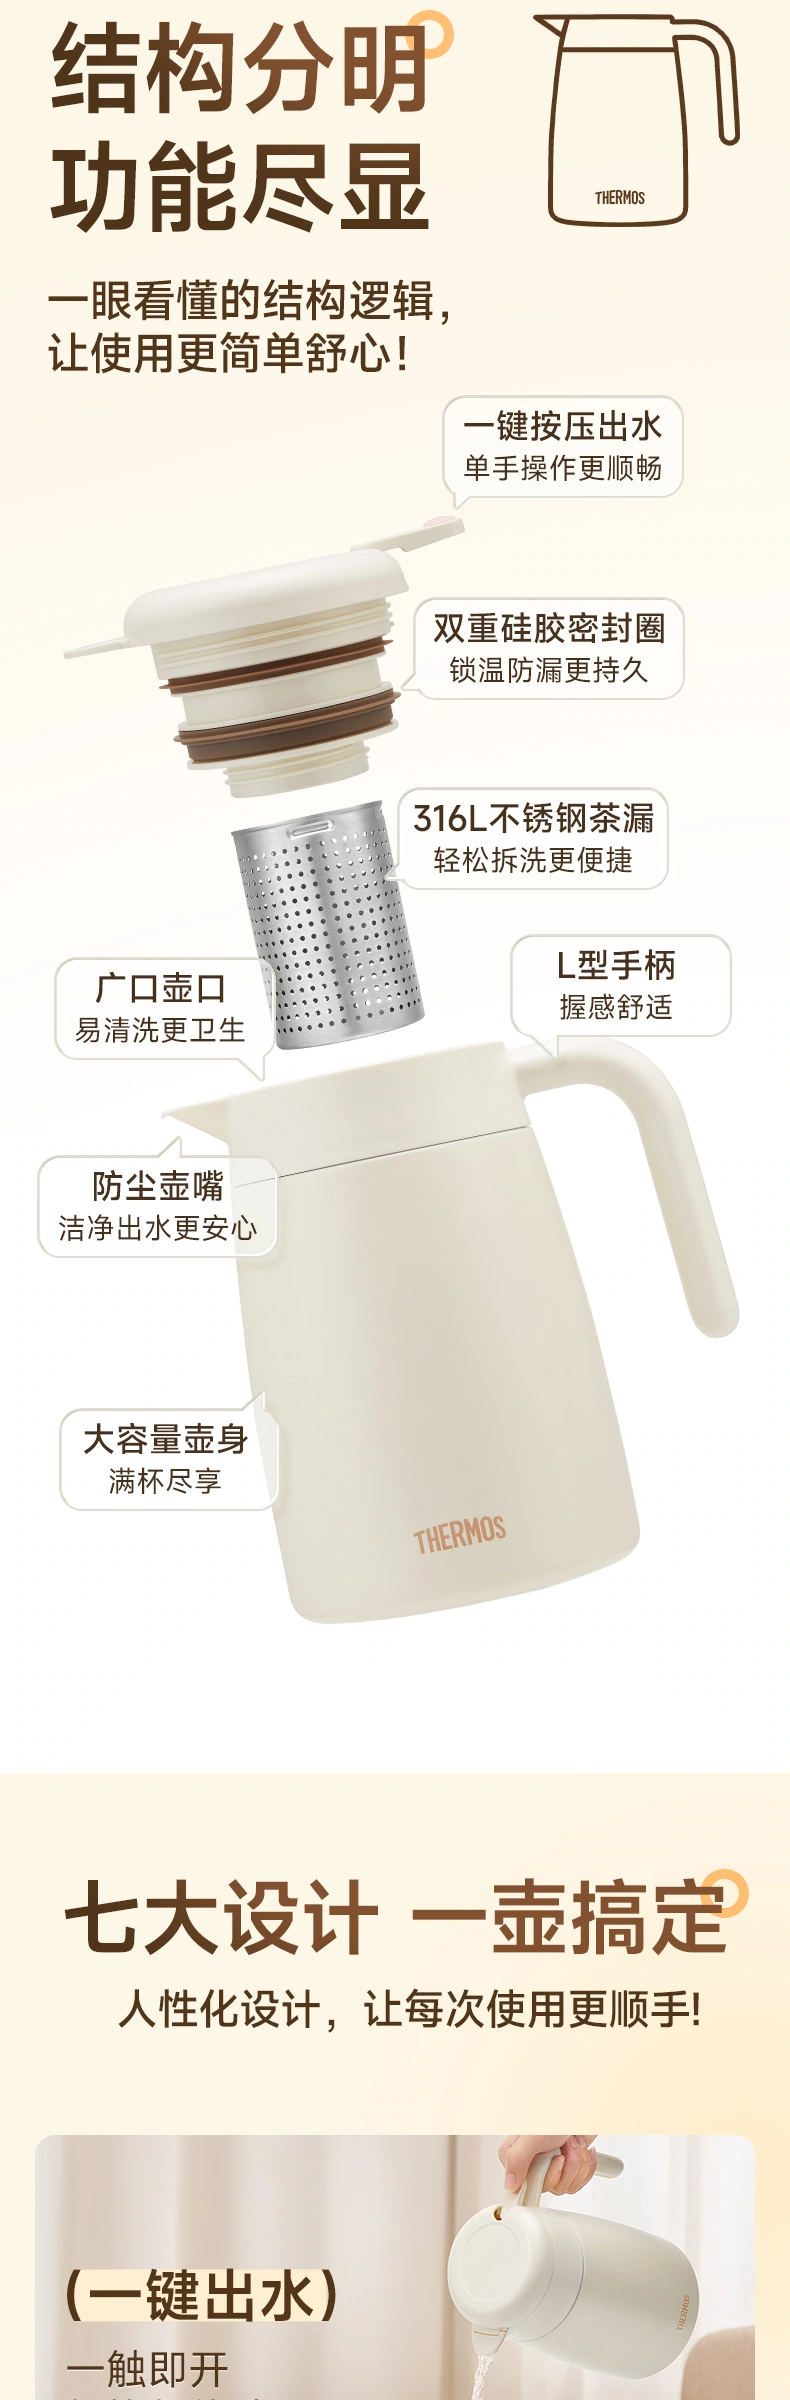 结构分明
功能尽显
THERMOS
一眼看懂的结构逻辑，
让使用更简单舒心！
一键按压出水
单手操作更顺畅
双重硅胶密封圈
锁温防漏更持久
316L不锈钢茶漏
轻松拆洗更便捷
L型手柄
握感舒适
广口壶口
易清洗更卫生
防尘壶嘴
洁净出水更安心
大容量壶身
满杯尽享
THERMOS
七大设计 一壶搞定
人性化设计，让每次使用更顺手!
(一键出水)
THERMOS
一触即开